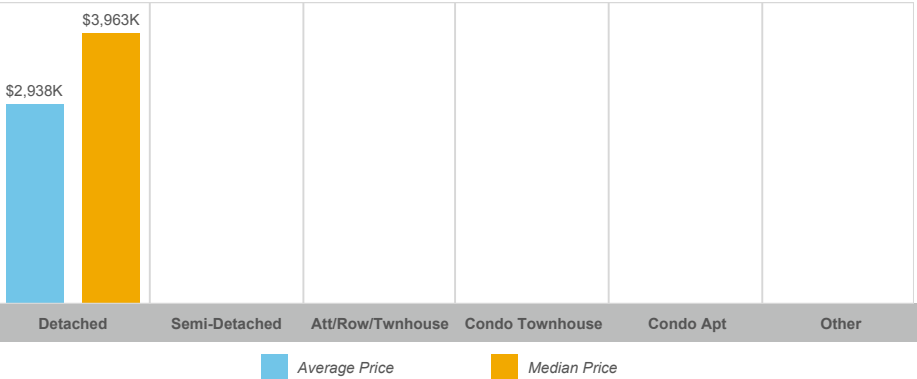 $3,963K
$2,938K
Detached Semi-Detached Att/Row/Twnhouse Condo Townhouse Condo Apt Other
Average Price Median Price